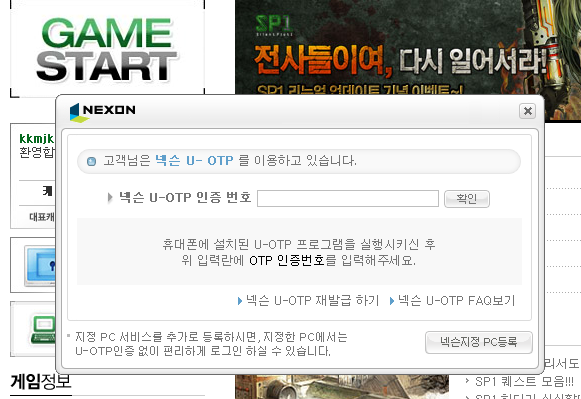 GAME
START
SP1
전사들이여, 다시 일어서라!
SP1 리뉴얼 업데이트 기념 이벤트~!
NEXON
kkmjk
환영합
고객님은 넥슨 U- OTP 를 이용하고 있습니다.
넥슨 U-OTP 인증 번호
확인
대표캐
휴대폰에 설치된 U-OTP 프로그램을 실행시키신 후
위 입력란에 OTP 인증번호를 입력해주세요.
넥슨 U-OTP 재발급 하기
넥슨 U-OTP FAQ보기
* 지정 PC 서비스를 추가로 등록하시면, 지정한 PC에서는
U-OTP인증 없이 편리하게 로그인 하실 수 있습니다.
넥슨지정 PC등록
게임정보
리서도
SP1 퀘스트 모음!!!